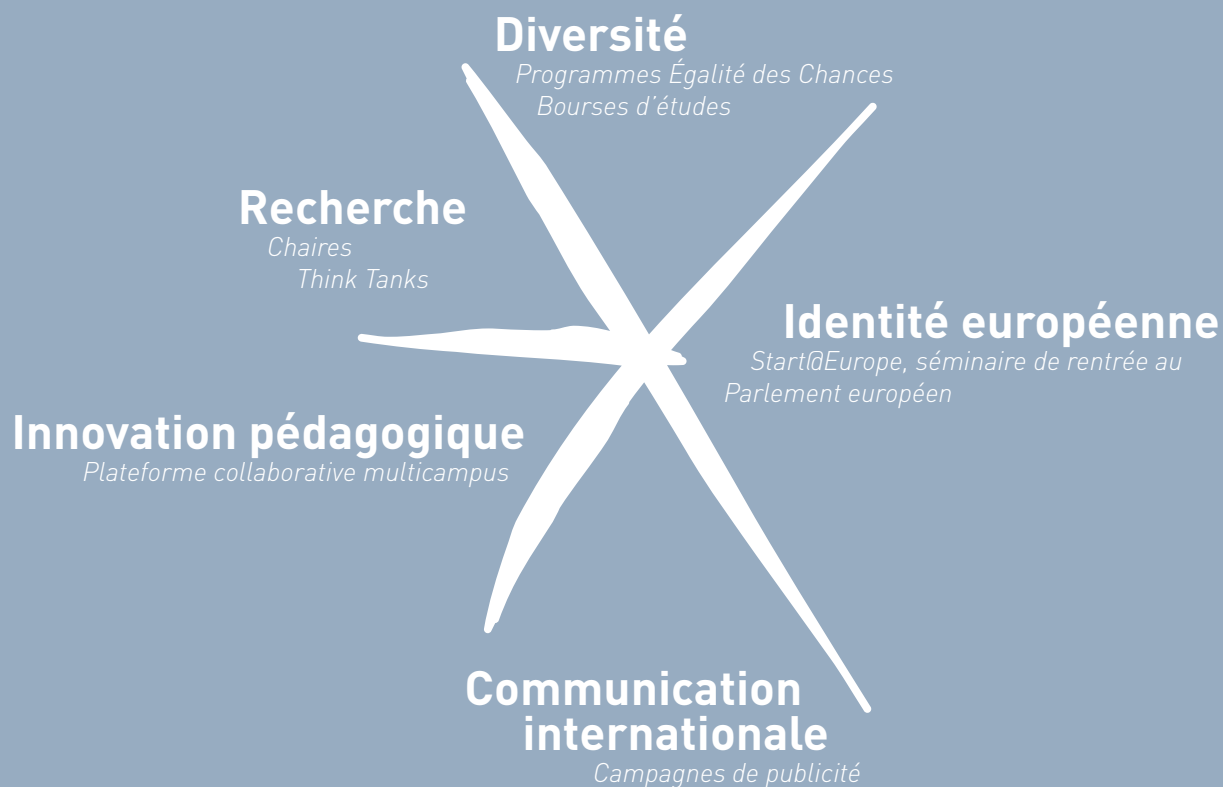 Diversité
Programmes Égalité des Chances
Bourses d'études
Recherche
Chaires
Think Tanks
Identité européenne
Start@Europe, séminaire de rentrée au
Parlement européen
Innovation pédagogique
Plateforme collaborative multicampus
Communication
internationale
Campagnes de publicité